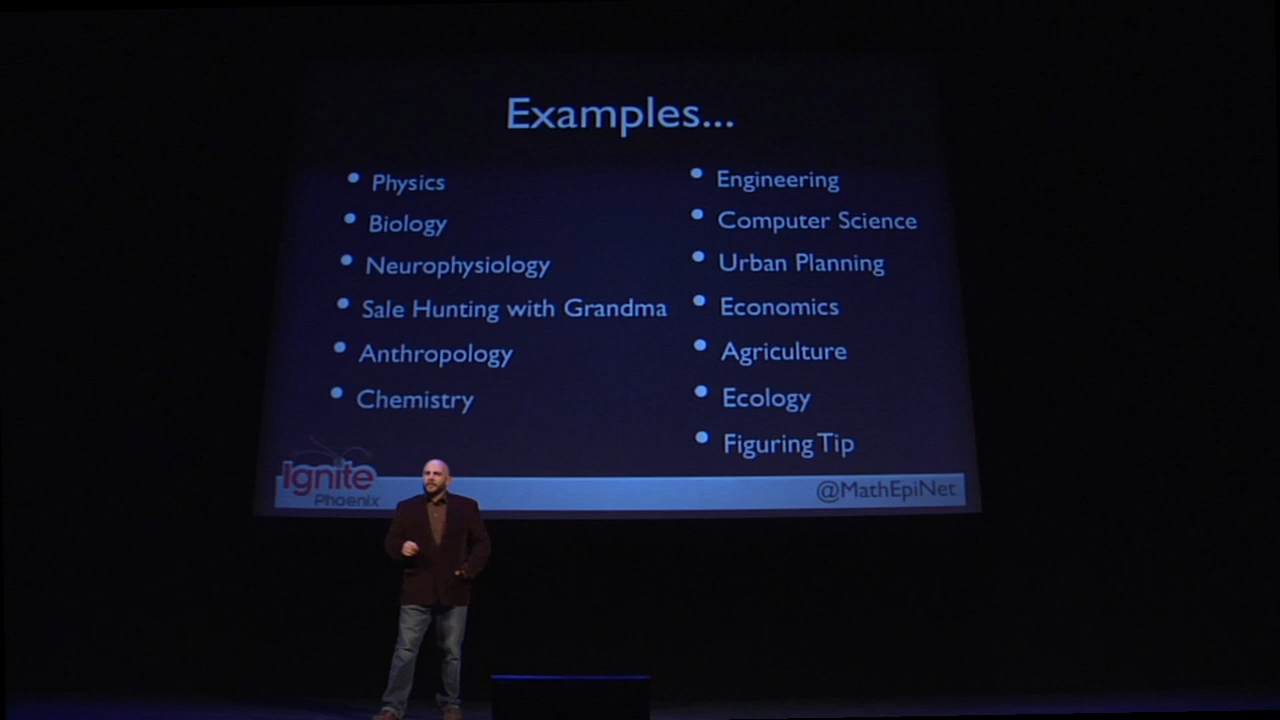 Examples...
Physics
Biology
Neurophysiology
Sale Hunting with Grandma
Anthropology
Chemistry
Engineering
Computer Science
Urban Planning
Economics
Agriculture
Ecology
Figuring Tip
Ignite
Phoenix
@MathEpiNet